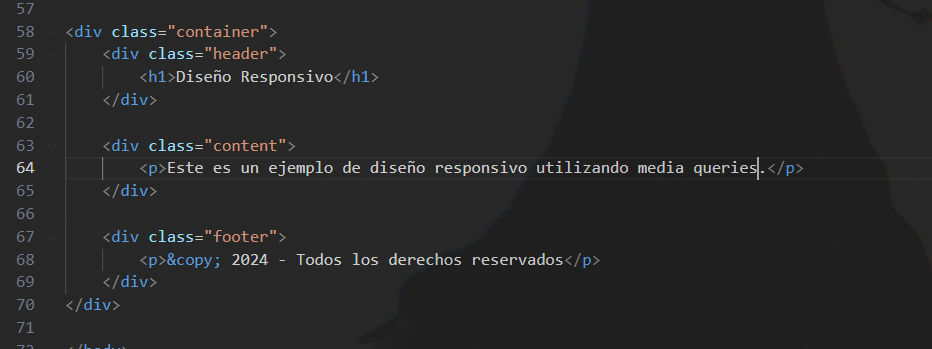 57
58 <div class="container">
59 <div class="header">
60 <h1>Diseño Responsivo</h1>
61 </div>
62
63 <div class="content">
64 <p>Este es un ejemplo de diseño responsivo utilizando media queries.</p>
65 </div>
66
67 <div class="footer">
68 <p>&copy; 2024 - Todos los derechos reservados</p>
69 </div>
70 </div>
71
72 </body>